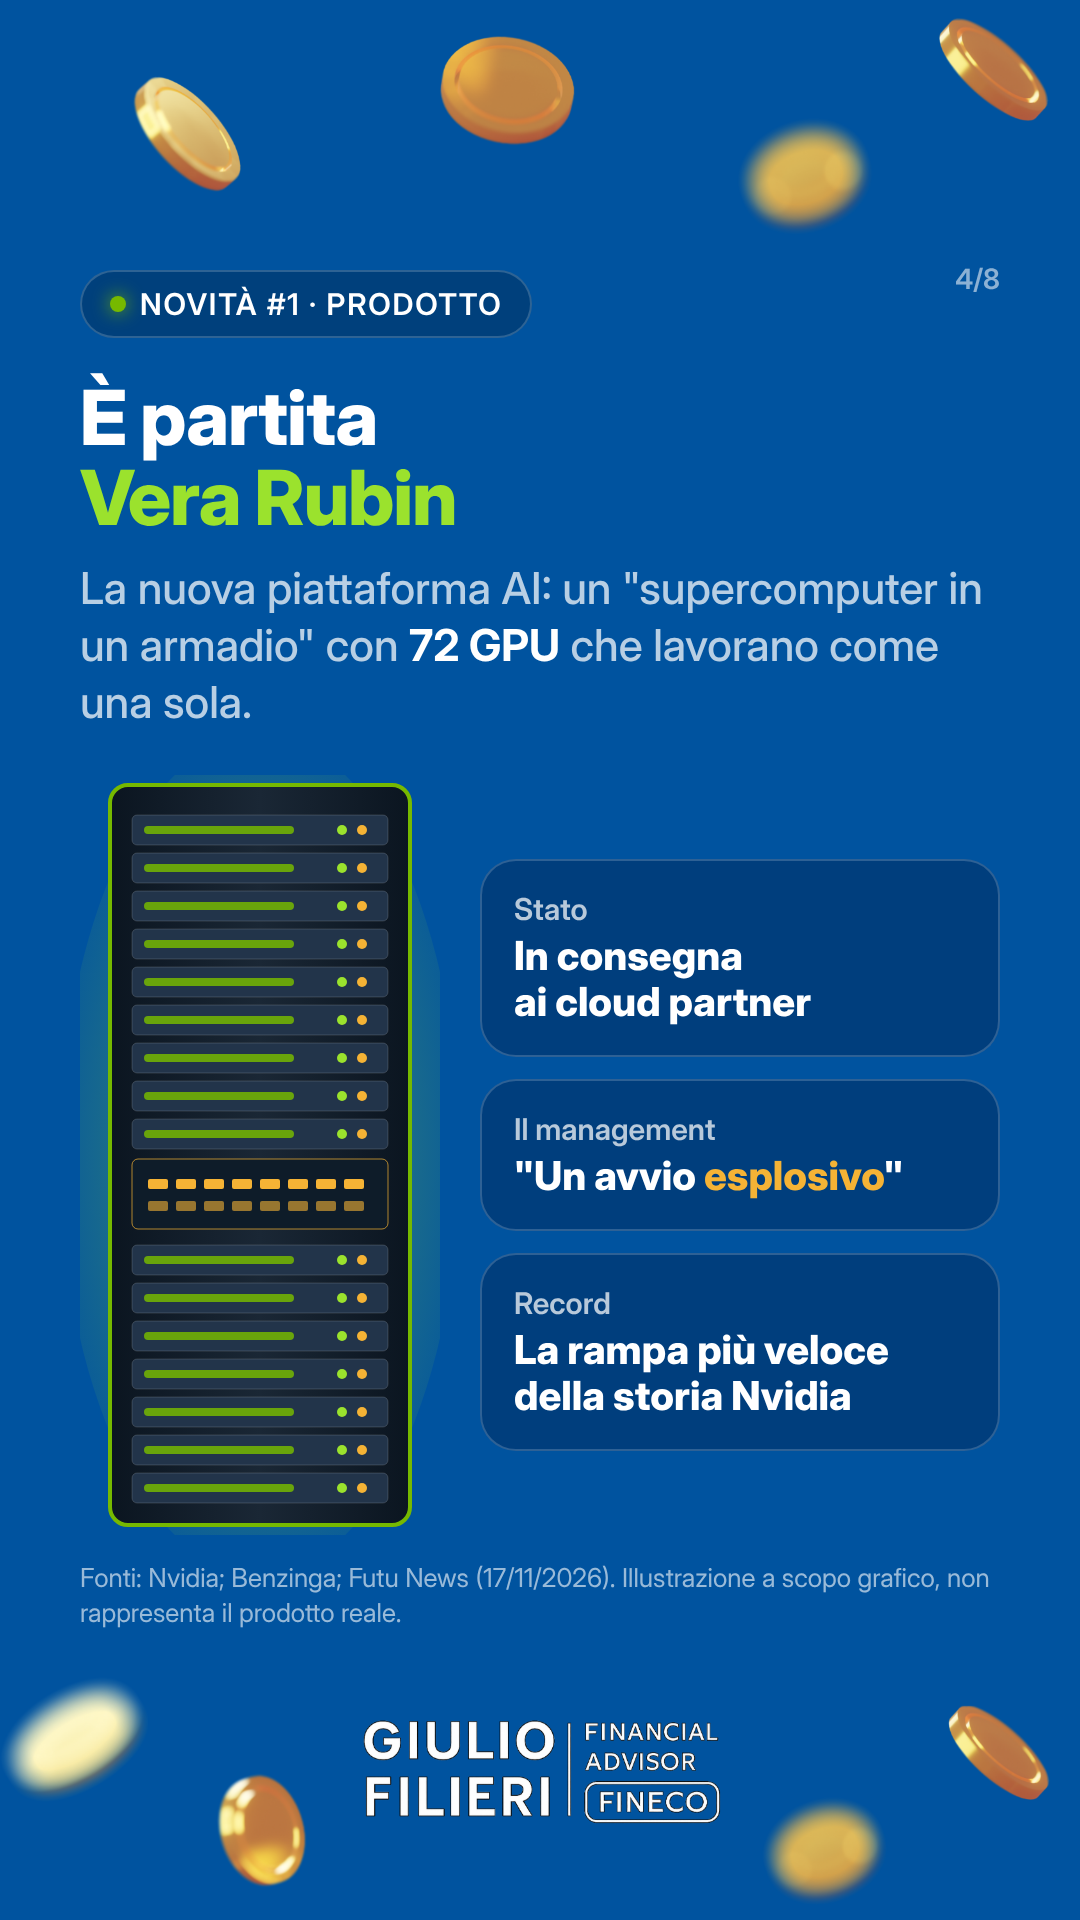 4/8
NOVITÀ #1 · PRODOTTO
È partita
Vera Rubin
La nuova piattaforma AI: un "supercomputer in
un armadio" con 72 GPU che lavorano come
una sola.
Stato
In consegna
ai cloud partner
Il management
"Un avvio esplosivo"
Record
La rampa più veloce
della storia Nvidia
Fonti: Nvidia; Benzinga; Futu News (17/11/2026). Illustrazione a scopo grafico, non
rappresenta il prodotto reale.
GIULIO
FILIERI
FINANCIAL
ADVISOR
FINECO